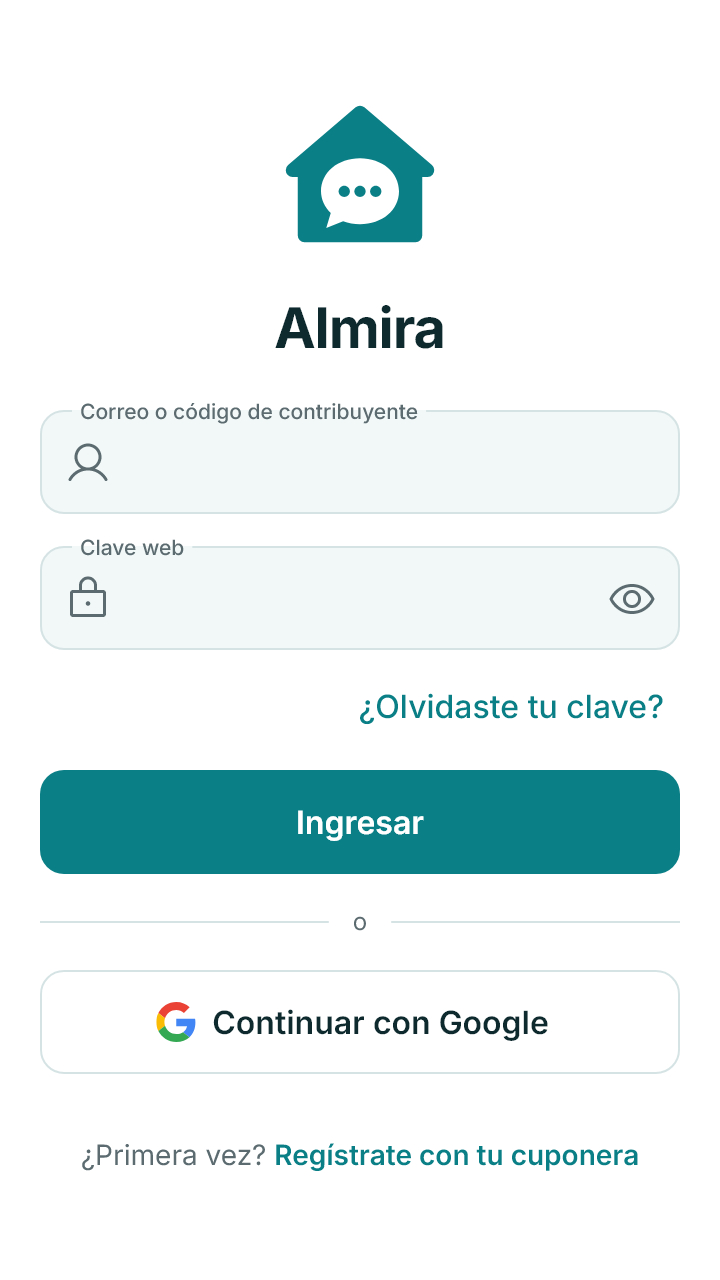 Almira
Correo o código de contribuyente
Clave web
¿Olvidaste tu clave?
Ingresar
o
Continuar con Google
¿Primera vez? Regístrate con tu cuponera